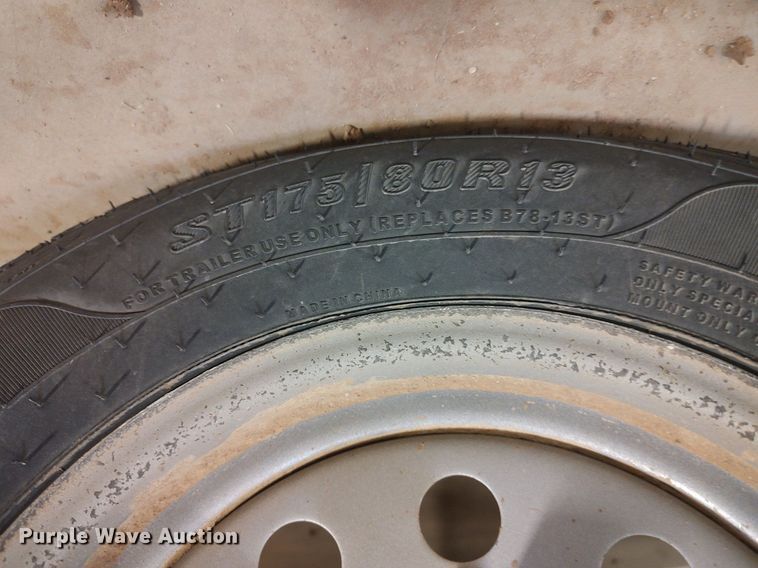 ST175/80R13
FOR TRAILER USE ONLY (REPLACES B78-13ST)
MADE IN CHINA
SAFETY WAR
ONLY SPECIA
MOUNT ONLY
Purple Wave Auction